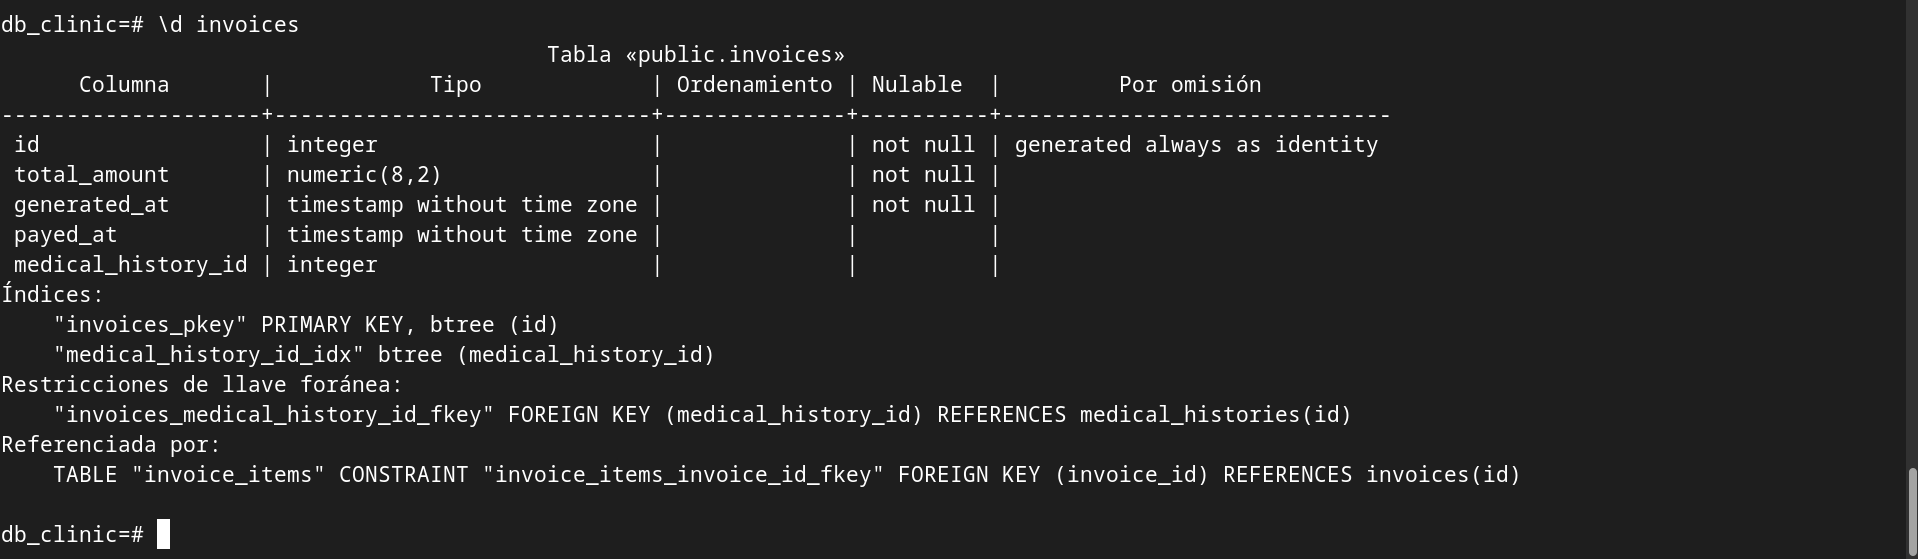 db_clinic=# \d invoices
                                          Tabla «public.invoices»
      Columna       |            Tipo             | Ordenamiento | Nulable  |         Por omisión
--------------------+-----------------------------+--------------+----------+------------------------------
 id                 | integer                     |              | not null | generated always as identity
 total_amount       | numeric(8,2)                |              | not null |
 generated_at       | timestamp without time zone |              | not null |
 payed_at           | timestamp without time zone |              |          |
 medical_history_id | integer                     |              |          |
Índices:
    "invoices_pkey" PRIMARY KEY, btree (id)
    "medical_history_id_idx" btree (medical_history_id)
Restricciones de llave foránea:
    "invoices_medical_history_id_fkey" FOREIGN KEY (medical_history_id) REFERENCES medical_histories(id)
Referenciada por:
    TABLE "invoice_items" CONSTRAINT "invoice_items_invoice_id_fkey" FOREIGN KEY (invoice_id) REFERENCES invoices(id)

db_clinic=#